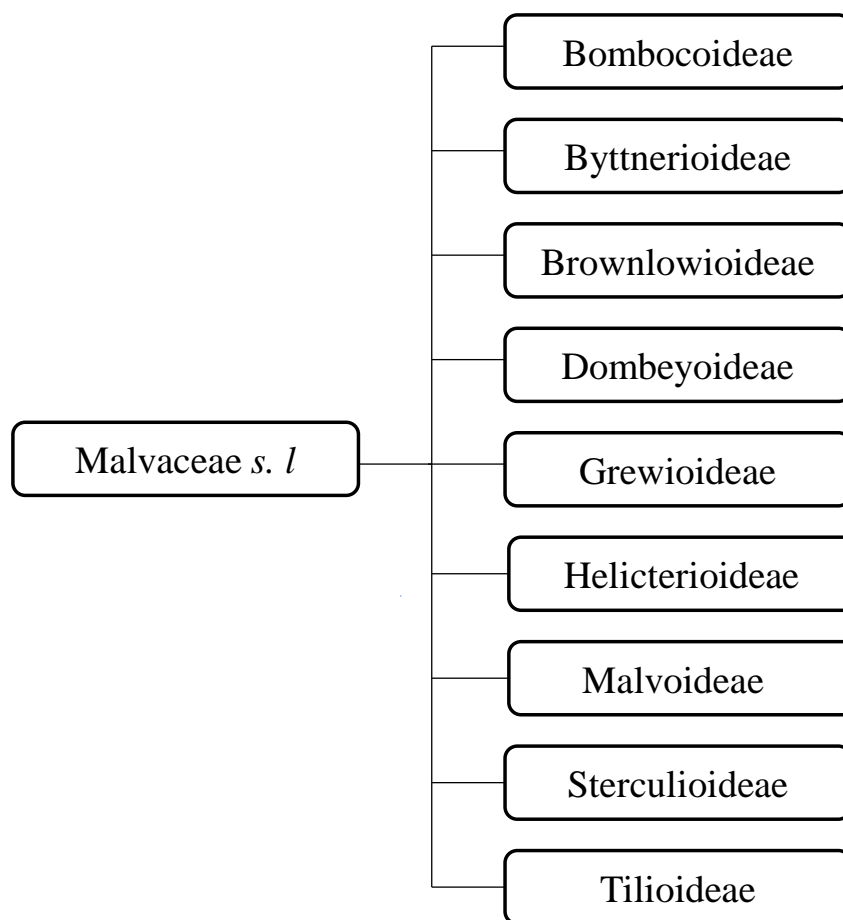 Bombocoideae
Byttnerioideae
Brownlowioideae
Dombeyoideae
Malvaceae s. l
Grewioideae
Helicterioideae
Malvoideae
Sterculioideae
Tilioideae